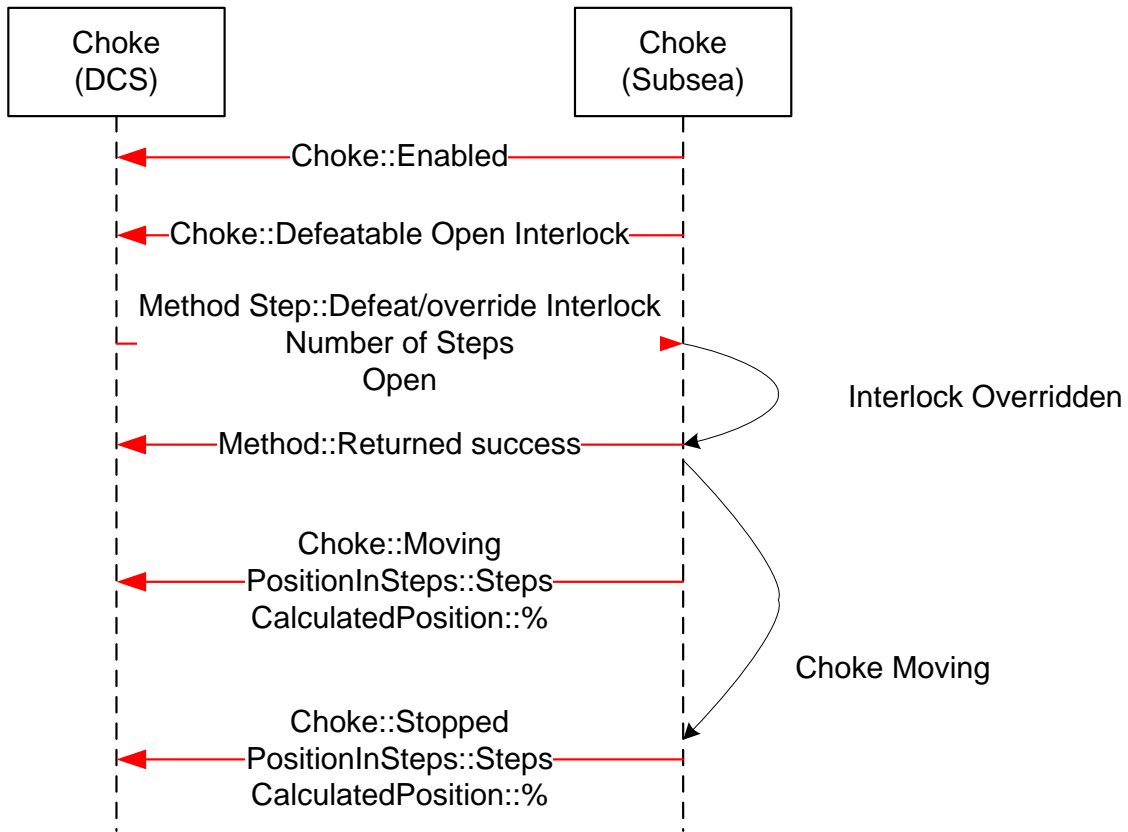 Choke
(DCS)
Choke
(Subsea)
Choke::Enabled
Choke::Defeatable Open Interlock
Method Step::Defeat/override Interlock
Number of Steps
Open
Interlock Overridden
Method::Returned success
Choke::Moving
PositionInSteps::Steps
CalculatedPosition::%
Choke Moving
Choke::Stopped
PositionInSteps::Steps
CalculatedPosition::%